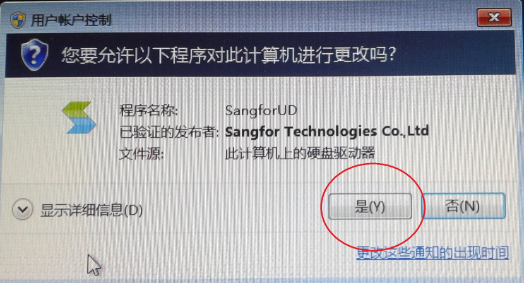 用户帐户控制
您要允许以下程序对此计算机进行更改吗?
程序名称: SangforUD
已验证的发布者: Sangfor Technologies Co.,Ltd
文件源: 此计算机上的硬盘驱动器
显示详细信息(D)
是(Y)
否(N)
更改这些通知的出现时间